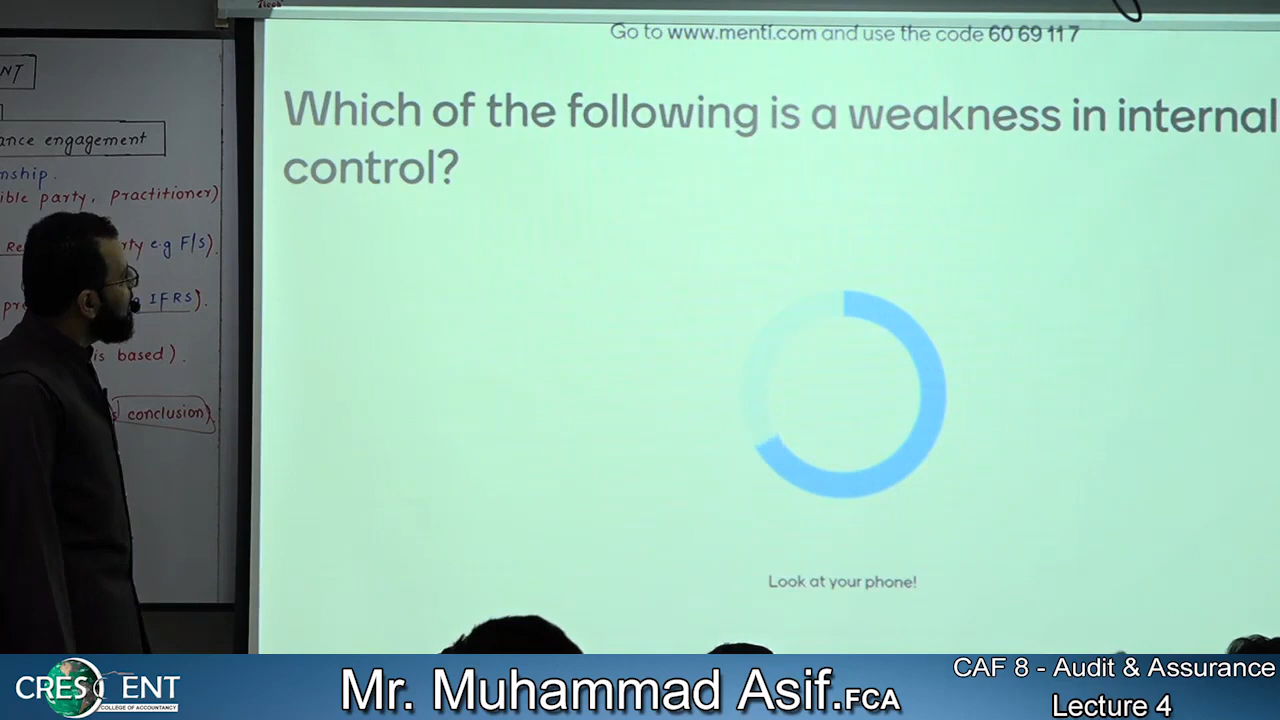 Go to www.menti.com and use the code 60 69 11 7
Which of the following is a weakness in internal
control?
Look at your phone!
NT
ance engagement
nship.
ible party, Practitioner)
Re
rty e.g F/s).
pr
IFRS).
is based).
conclusion)
CRESCENT
COLLEGE OF ACCOUNTANCY
Mr. Muhammad Asif.FCA
CAF 8 - Audit & Assurance
Lecture 4